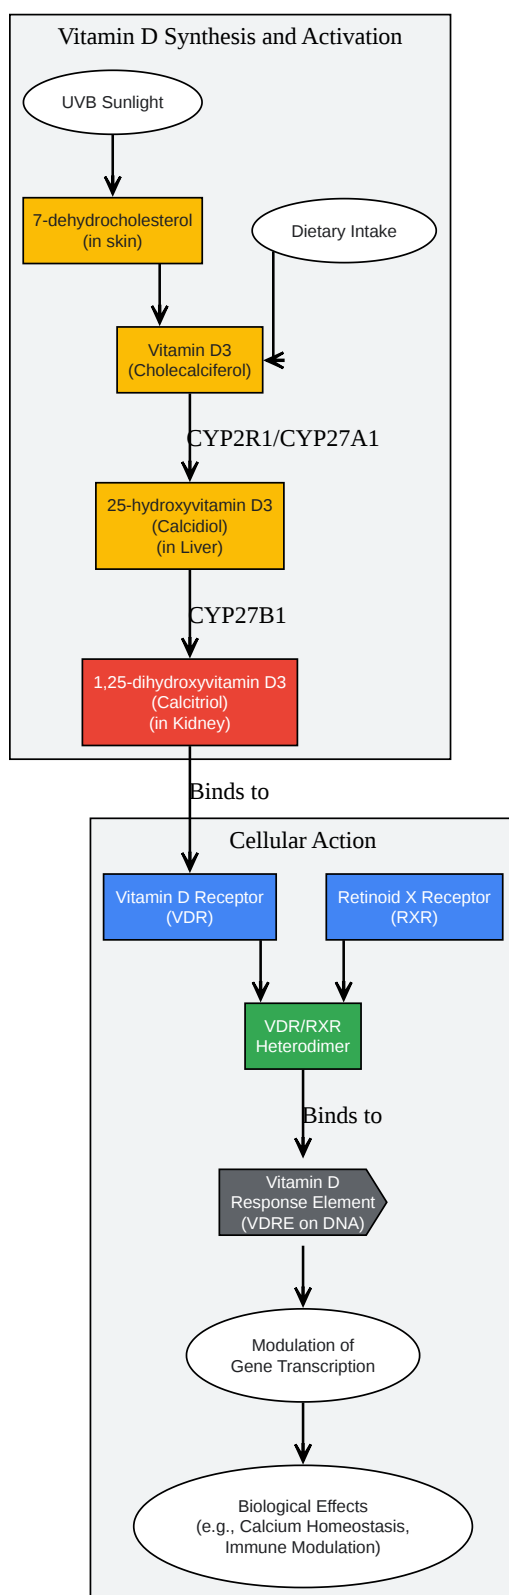 Vitamin D Synthesis and Activation
UVB Sunlight
7-dehydrocholesterol
(in skin)
Dietary Intake
Vitamin D3
(Cholecalciferol)
CYP2R1/CYP27A1
25-hydroxyvitamin D3
(Calcidiol)
(in Liver)
CYP27B1
1,25-dihydroxyvitamin D3
(Calcitriol)
(in Kidney)
Binds to
Cellular Action
Vitamin D Receptor
(VDR)
Retinoid X Receptor
(RXR)
VDR/RXR
Heterodimer
Binds to
Vitamin D
Response Element
(VDRE on DNA)
Modulation of
Gene Transcription
Biological Effects
(e.g., Calcium Homeostasis,
Immune Modulation)